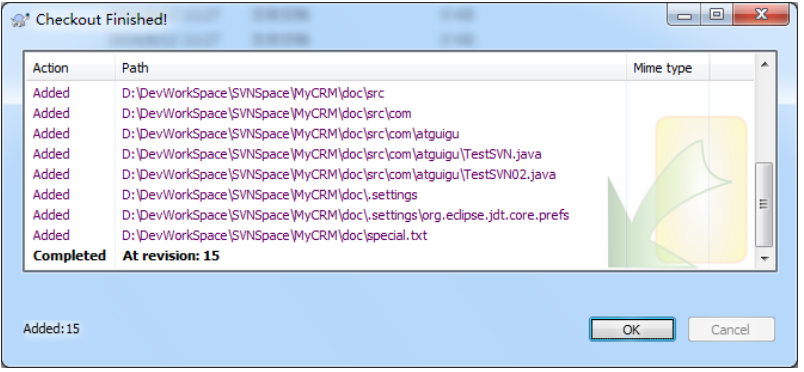 Checkout Finished!
Action Path Mime type
Added D:\DevWorkSpace\SVNSpace\MyCRM\doc\src
Added D:\DevWorkSpace\SVNSpace\MyCRM\doc\src\com
Added D:\DevWorkSpace\SVNSpace\MyCRM\doc\src\com\atguigu
Added D:\DevWorkSpace\SVNSpace\MyCRM\doc\src\com\atguigu\TestSVN.java
Added D:\DevWorkSpace\SVNSpace\MyCRM\doc\src\com\atguigu\TestSVN02.java
Added D:\DevWorkSpace\SVNSpace\MyCRM\doc\.settings
Added D:\DevWorkSpace\SVNSpace\MyCRM\doc\.settings\org.eclipse.jdt.core.prefs
Added D:\DevWorkSpace\SVNSpace\MyCRM\doc\special.txt
Completed At revision: 15
Added:15
OK Cancel